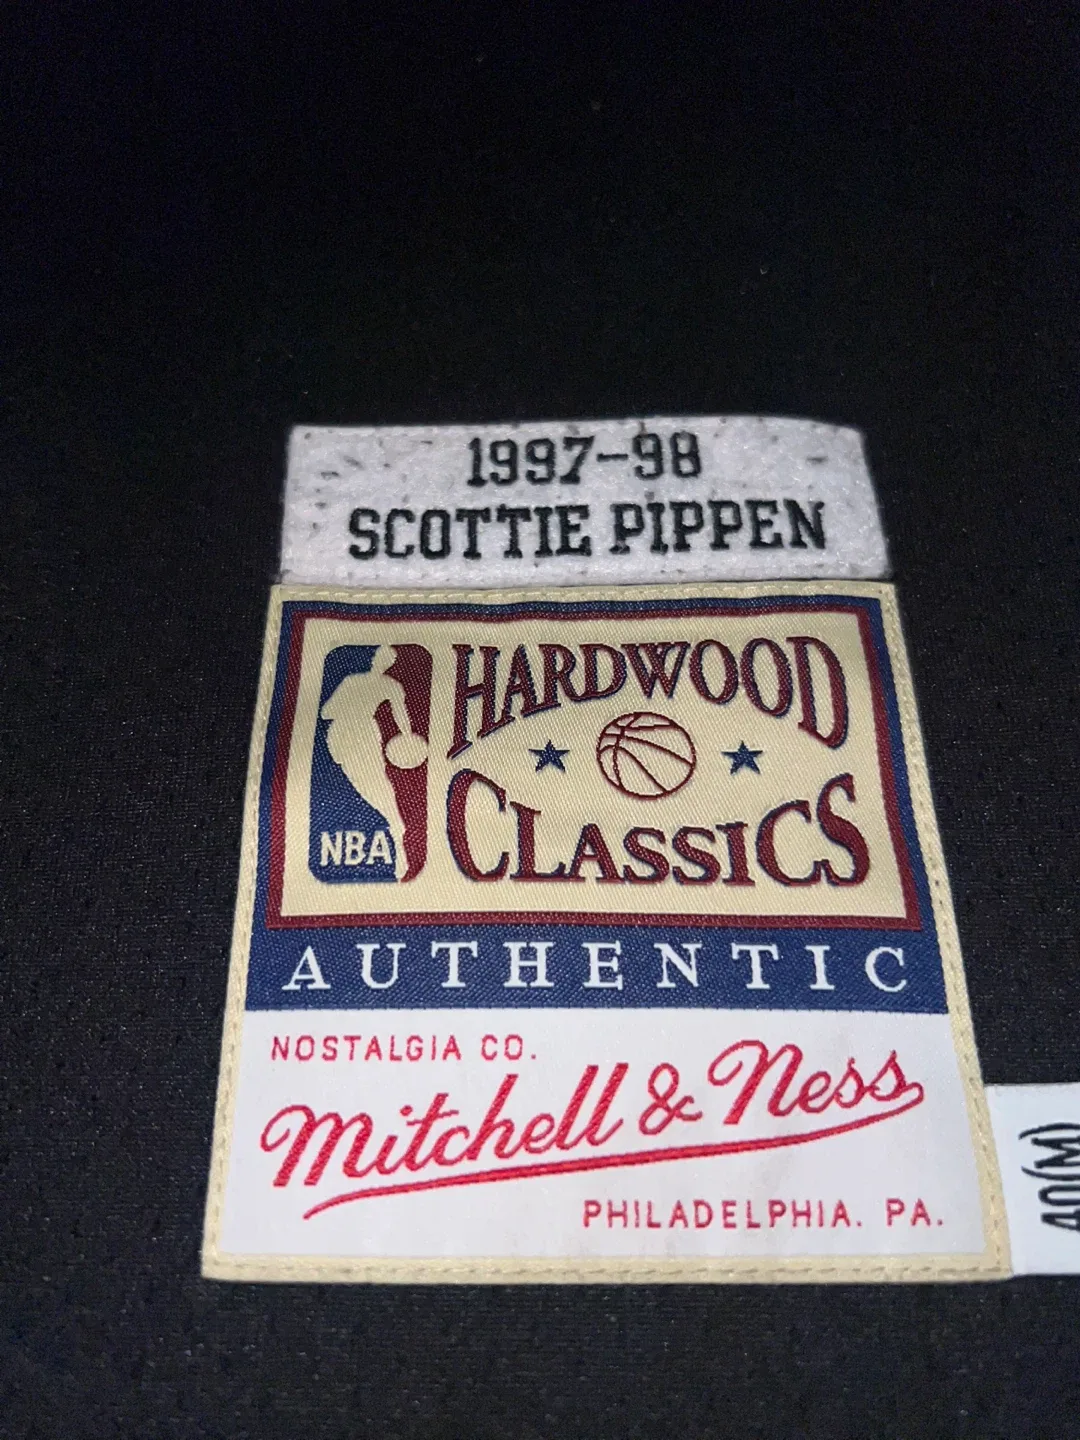 1997-98
SCOTTIE PIPPEN
HARDWOOD
CLASSICS
NBA
AUTHENTIC
NOSTALGIA CO.
Mitchell & Ness
PHILADELPHIA. PA.
40(M)